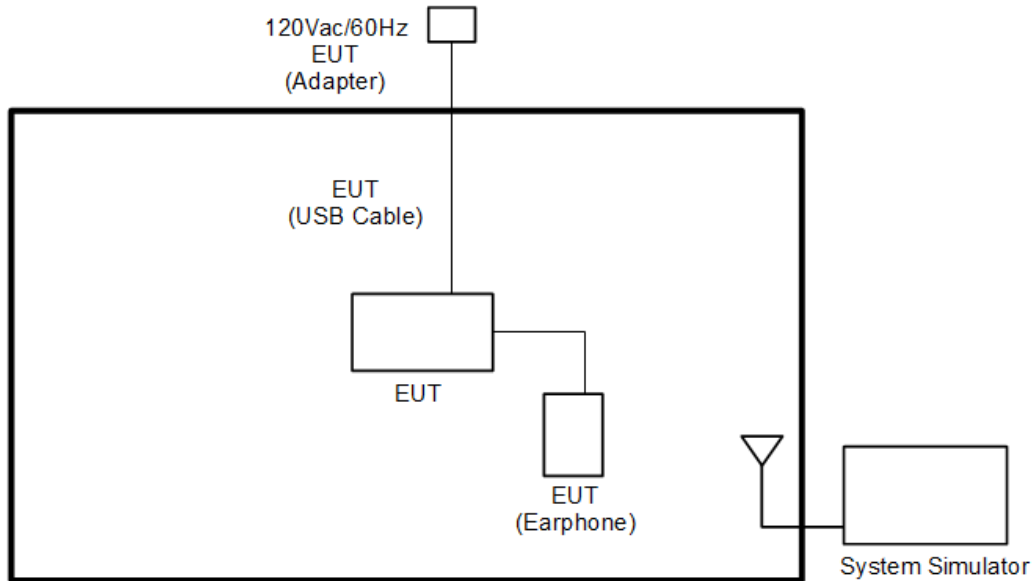 120Vac/60Hz
EUT
(Adapter)
EUT
(USB Cable)
EUT
EUT
(Earphone)
System Simulator